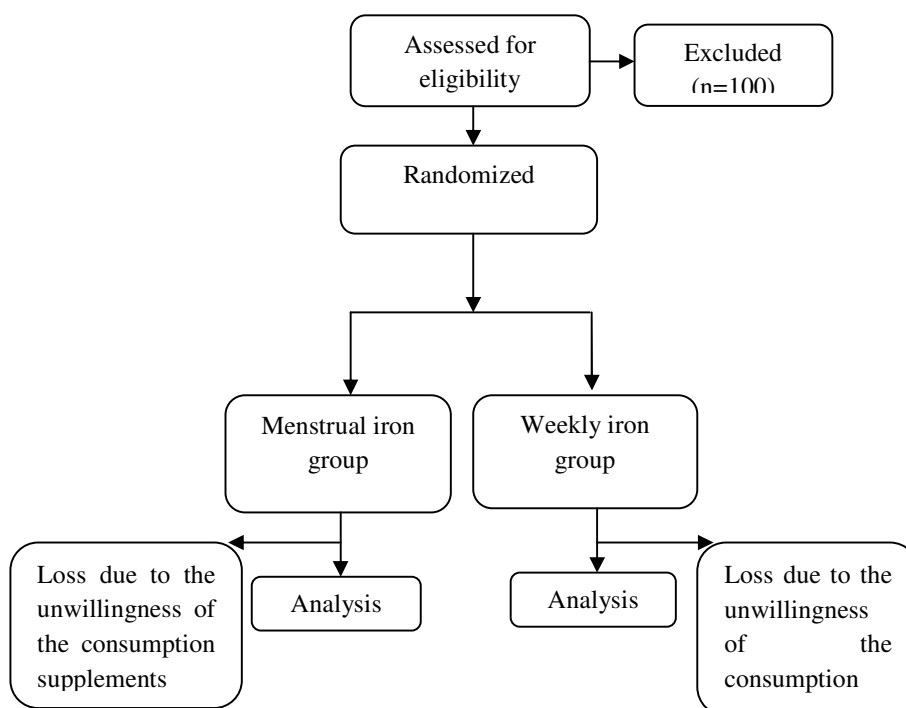 Assessed for
eligibility
Excluded
(n=100)
Randomized
Menstrual iron
group
Weekly iron
group
Loss due to the
unwillingness of
the consumption
supplements
Analysis
Analysis
Loss due to the
unwillingness
of the
consumption